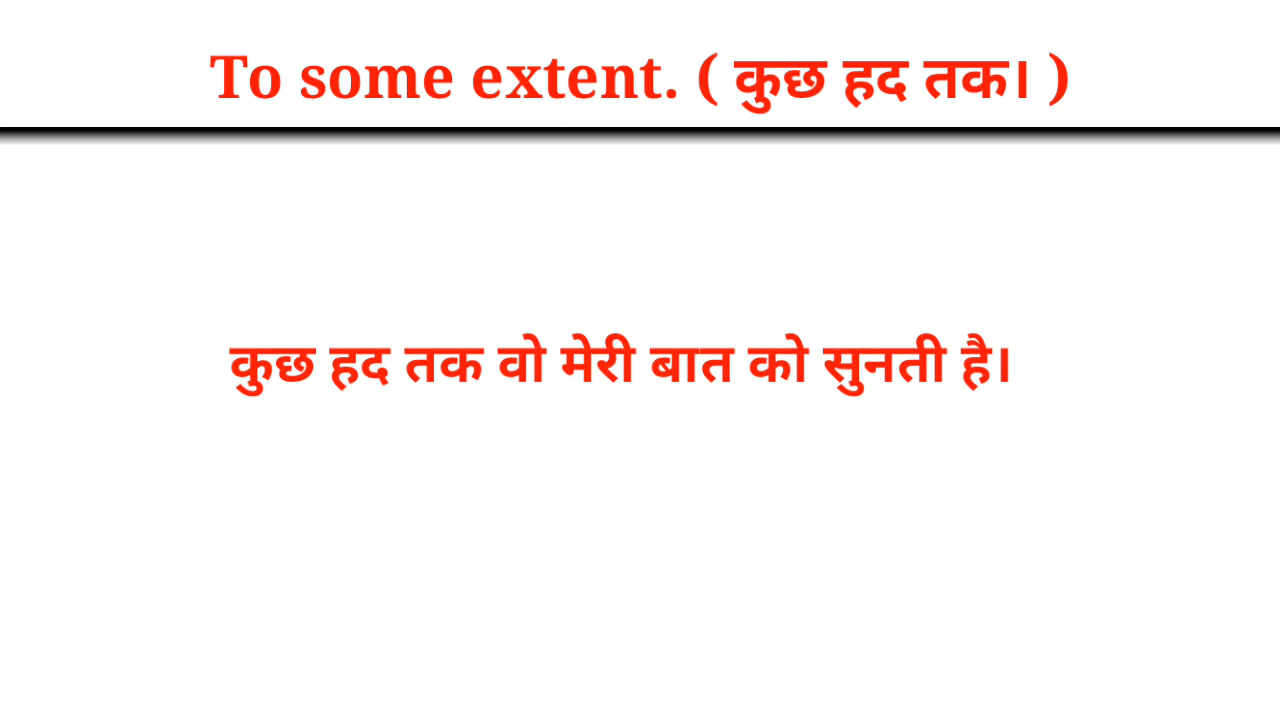 To some extent. ( कुछ हद तक। )
कुछ हद तक वो मेरी बात को सुनती है।